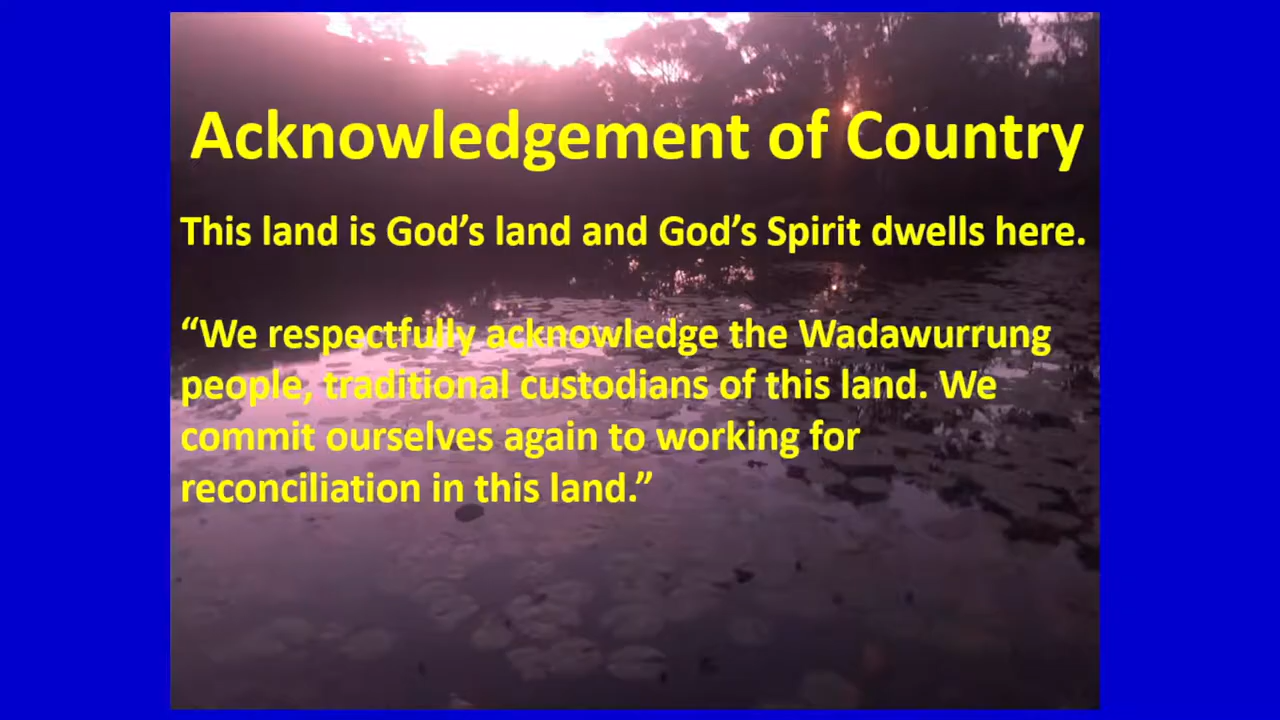 Acknowledgement of Country
This land is God’s land and God’s Spirit dwells here.
“We respectfully acknowledge the Wadawurrung
people, traditional custodians of this land. We
commit ourselves again to working for
reconciliation in this land.”